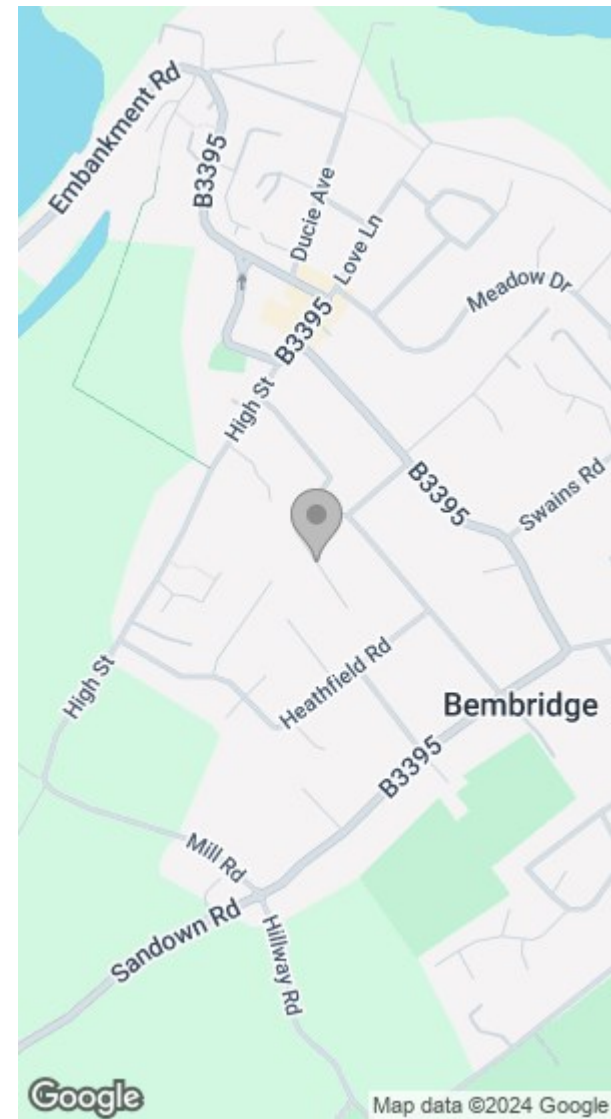 Embankment Rd
B3395
Ducie Ave
Love Ln
Meadow Dr
B3395
High St
B3395
Swains Rd
High St
Heathfield Rd
Bembridge
B3395
Mill Rd
Sandown Rd
Hillway Rd
Google
Map data ©2024 Google